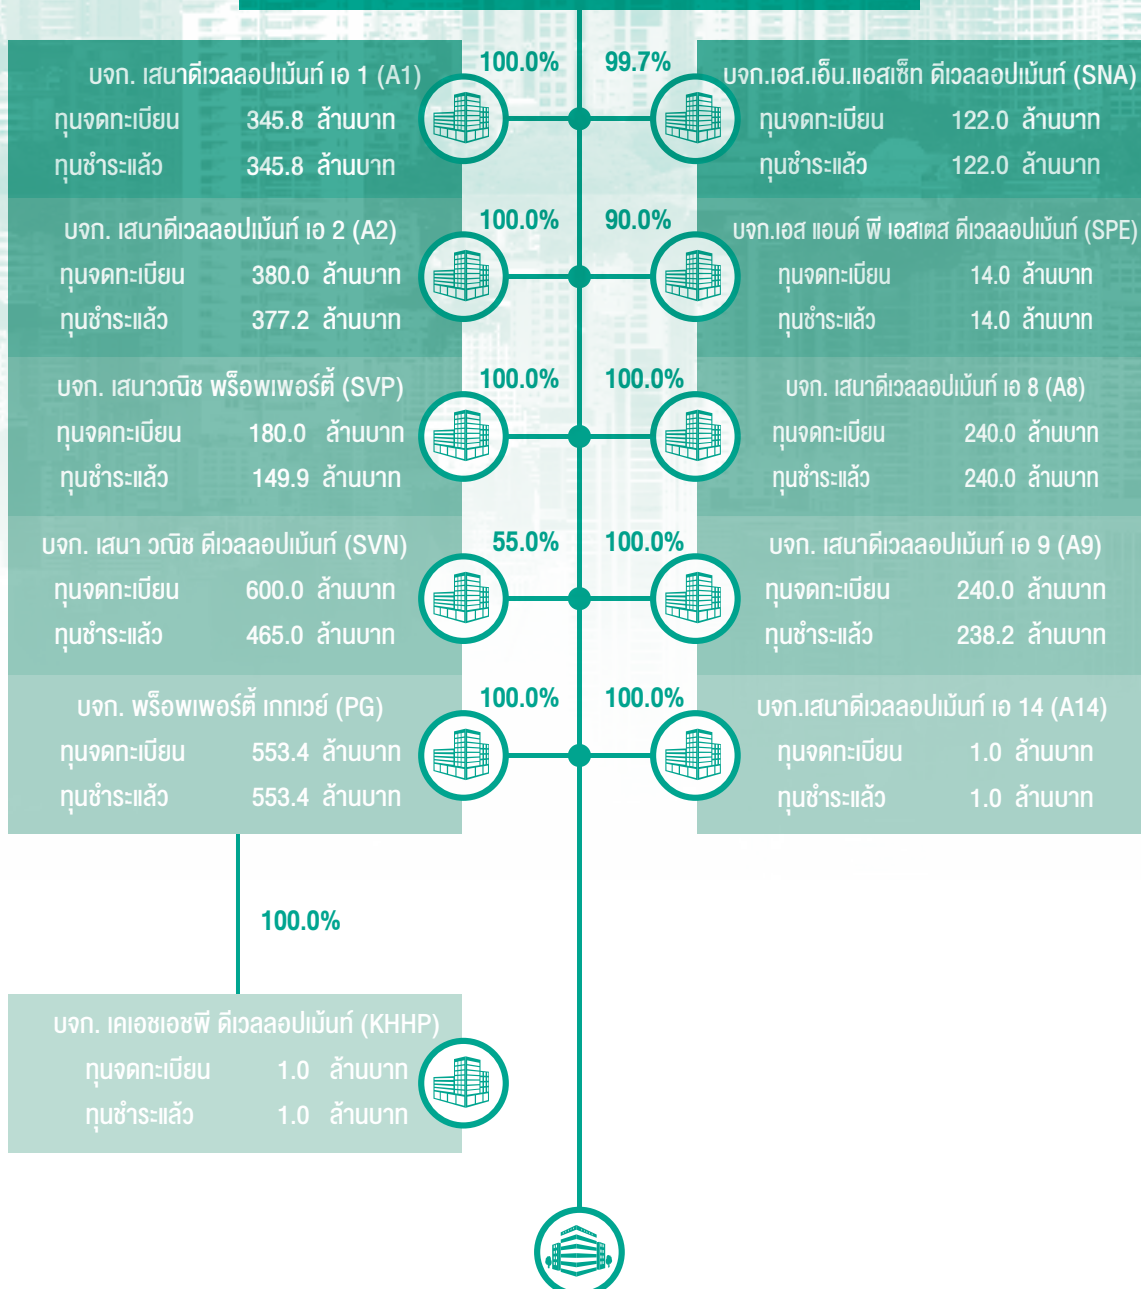 100.0%
บจก. เสนาดีเวลลอปเม้นท์ เอ 1 (A1)
ทุนจดทะเบียน 345.8 ล้านบาท
ทุนชำระแล้ว 345.8 ล้านบาท
99.7%
บจก.เอส.เอ็น.แอสเซ็ท ดีเวลลอปเม้นท์ (SNA)
ทุนจดทะเบียน 122.0 ล้านบาท
ทุนชำระแล้ว 122.0 ล้านบาท
100.0%
บจก. เสนาดีเวลลอปเม้นท์ เอ 2 (A2)
ทุนจดทะเบียน 380.0 ล้านบาท
ทุนชำระแล้ว 377.2 ล้านบาท
90.0%
บจก.เอส แอนด์ พี เอสเตส ดีเวลลอปเม้นท์ (SPE)
ทุนจดทะเบียน 14.0 ล้านบาท
ทุนชำระแล้ว 14.0 ล้านบาท
100.0%
บจก. เสนาวณิช พร็อพเพอร์ตี้ (SVP)
ทุนจดทะเบียน 180.0 ล้านบาท
ทุนชำระแล้ว 149.9 ล้านบาท
100.0%
บจก. เสนาดีเวลลอปเม้นท์ เอ 8 (A8)
ทุนจดทะเบียน 240.0 ล้านบาท
ทุนชำระแล้ว 240.0 ล้านบาท
55.0%
บจก. เสนา วณิช ดีเวลลอปเม้นท์ (SVN)
ทุนจดทะเบียน 600.0 ล้านบาท
ทุนชำระแล้ว 465.0 ล้านบาท
100.0%
บจก. เสนาดีเวลลอปเม้นท์ เอ 9 (A9)
ทุนจดทะเบียน 240.0 ล้านบาท
ทุนชำระแล้ว 238.2 ล้านบาท
100.0%
บจก. พร็อพเพอร์ตี้ เกทเวย์ (PG)
ทุนจดทะเบียน 553.4 ล้านบาท
ทุนชำระแล้ว 553.4 ล้านบาท
100.0%
บจก.เสนาดีเวลลอปเม้นท์ เอ 14 (A14)
ทุนจดทะเบียน 1.0 ล้านบาท
ทุนชำระแล้ว 1.0 ล้านบาท
100.0%
บจก. เคเอชเอชพี ดีเวลลอปเม้นท์ (KHHP)
ทุนจดทะเบียน 1.0 ล้านบาท
ทุนชำระแล้ว 1.0 ล้านบาท